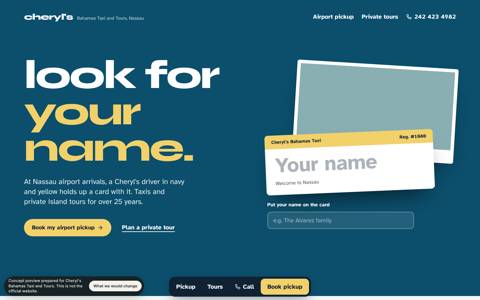 cheryl's Bahamas Taxi and Tours, Nassau
Airport pickup Private tours 242 423 4982
look for
your
name.
At Nassau airport arrivals, a Cheryl's driver in navy
and yellow holds up a card with it. Taxis and
private island tours for over 25 years.
Book my airport pickup →
Plan a private tour
Cheryl's Bahamas Taxi Reg. #1886
Your name
Welcome to Nassau
Put your name on the card
e.g. The Alvarez family
Concept preview prepared for Cheryl's
Bahamas Taxi and Tours. This is not the
official website.
What we would change
Pickup Tours Call Book pickup